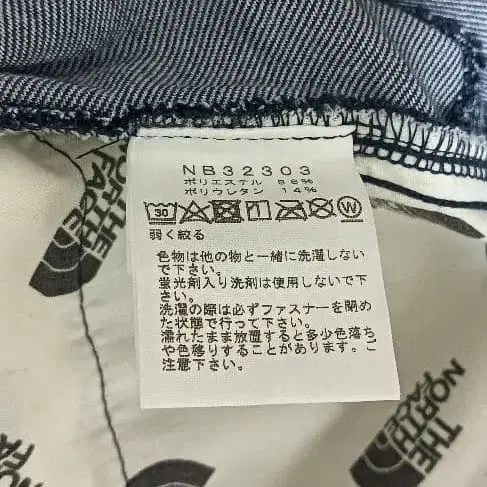 NB32303
ポリエステル 86%
ポリウレタン 14%
30 W
弱く絞る
色物は他の物と一緒に洗濯しない
で下さい。
蛍光剤入り洗剤は使用しないで下
さい。
洗濯の際は必ずファスナーを閉め
た状態で行って下さい。
濡れたまま放置すると多少色落ち
や色移りすることがあります。ご
注意下さい。
THE
NORTH
FACE
THE
NORTH
FACE